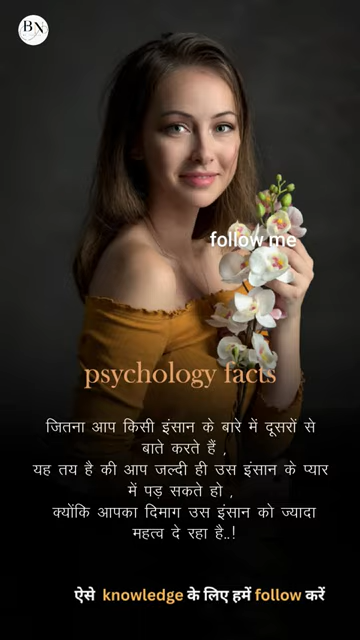 BN
follow me
psychology facts
जितना आप किसी इंसान के बारे में दूसरों से
बाते करते हैं ,
यह तय है की आप जल्दी ही उस इंसान के प्यार
में पड़ सकते हो ,
क्योंकि आपका दिमाग उस इंसान को ज्यादा
महत्व दे रहा है..!
ऐसे knowledge के लिए हमें follow करें